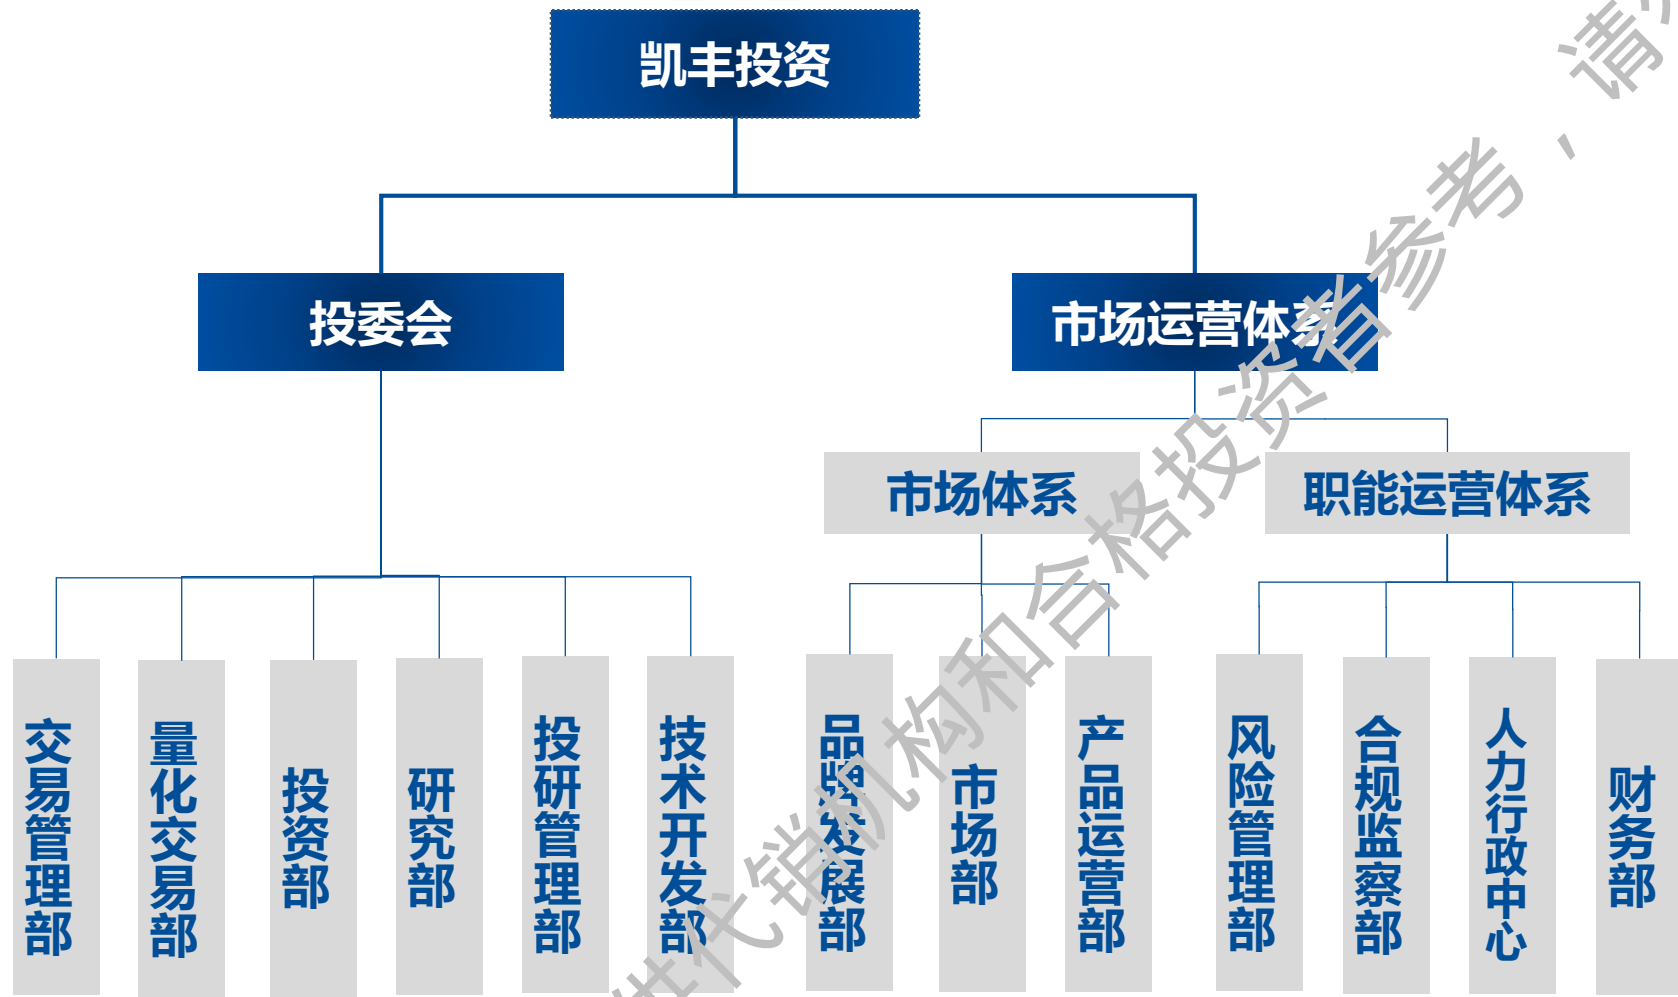 凯丰投资
投委会
市场运营体系
市场体系
职能运营体系
交易管理部
量化交易部
投资部
研究部
投研管理部
技术开发部
品牌发展部
市场部
产品运营部
风险管理部
合规监察部
人力行政中心
财务部
供代销机构和合格投资者参考，请